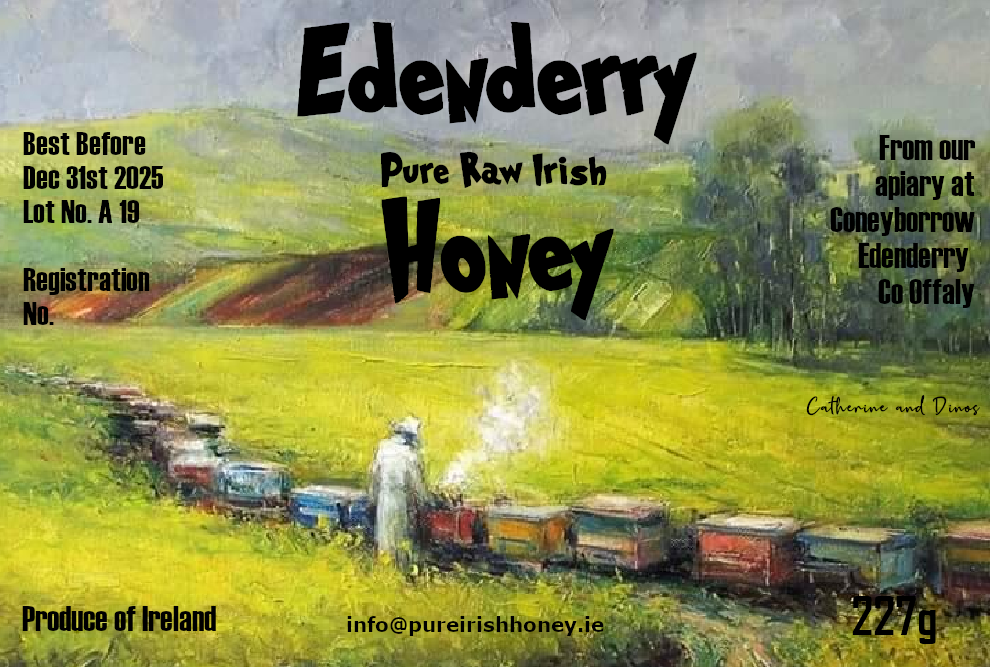 Edenderry
Pure Raw Irish
Honey
Best Before
Dec 31st 2025
Lot No. A 19
Registration
No.
From our
apiary at
Coneyborrow
Edenderry
Co Offaly
Catherine and Dinos
Produce of Ireland
info@pureirishhoney.ie
227g